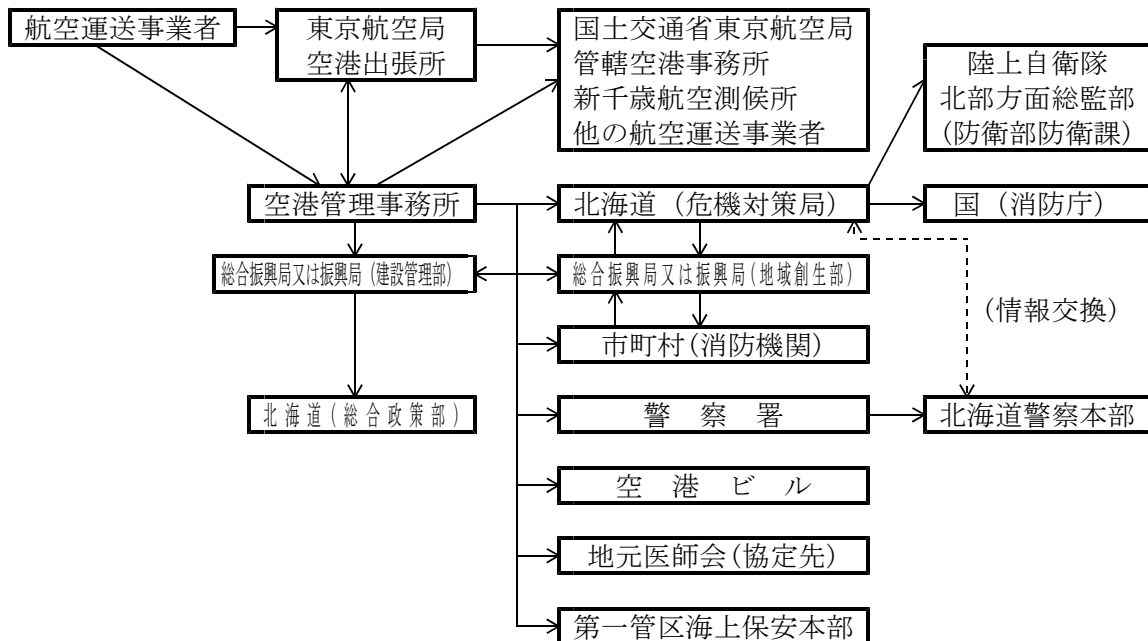 航空運送事業者
東京航空局
空港出張所
国土交通省東京航空局
管轄空港事務所
新千歳航空測候所
他の航空運送事業者
陸上自衛隊
北部方面総監部
(防衛部防衛課)
空港管理事務所
北海道（危機対策局）
国（消防庁）
総合振興局又は振興局（建設管理部）
総合振興局又は振興局（地域創生部）
（情報交換）
市町村（消防機関）
北海道（総合政策部）
警察署
北海道警察本部
空港ビル
地元医師会（協定先）
第一管区海上保安本部